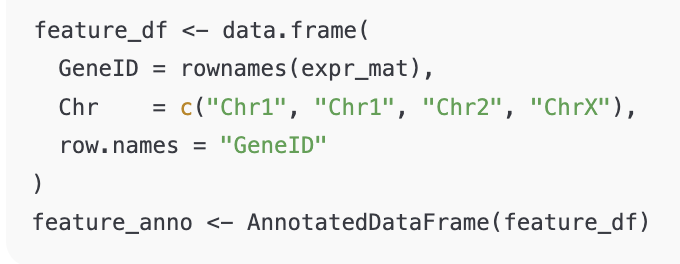 feature_df <- data.frame(
  GeneID = rownames(expr_mat),
  Chr    = c("Chr1", "Chr1", "Chr2", "ChrX"),
  row.names = "GeneID"
)
feature_anno <- AnnotatedDataFrame(feature_df)